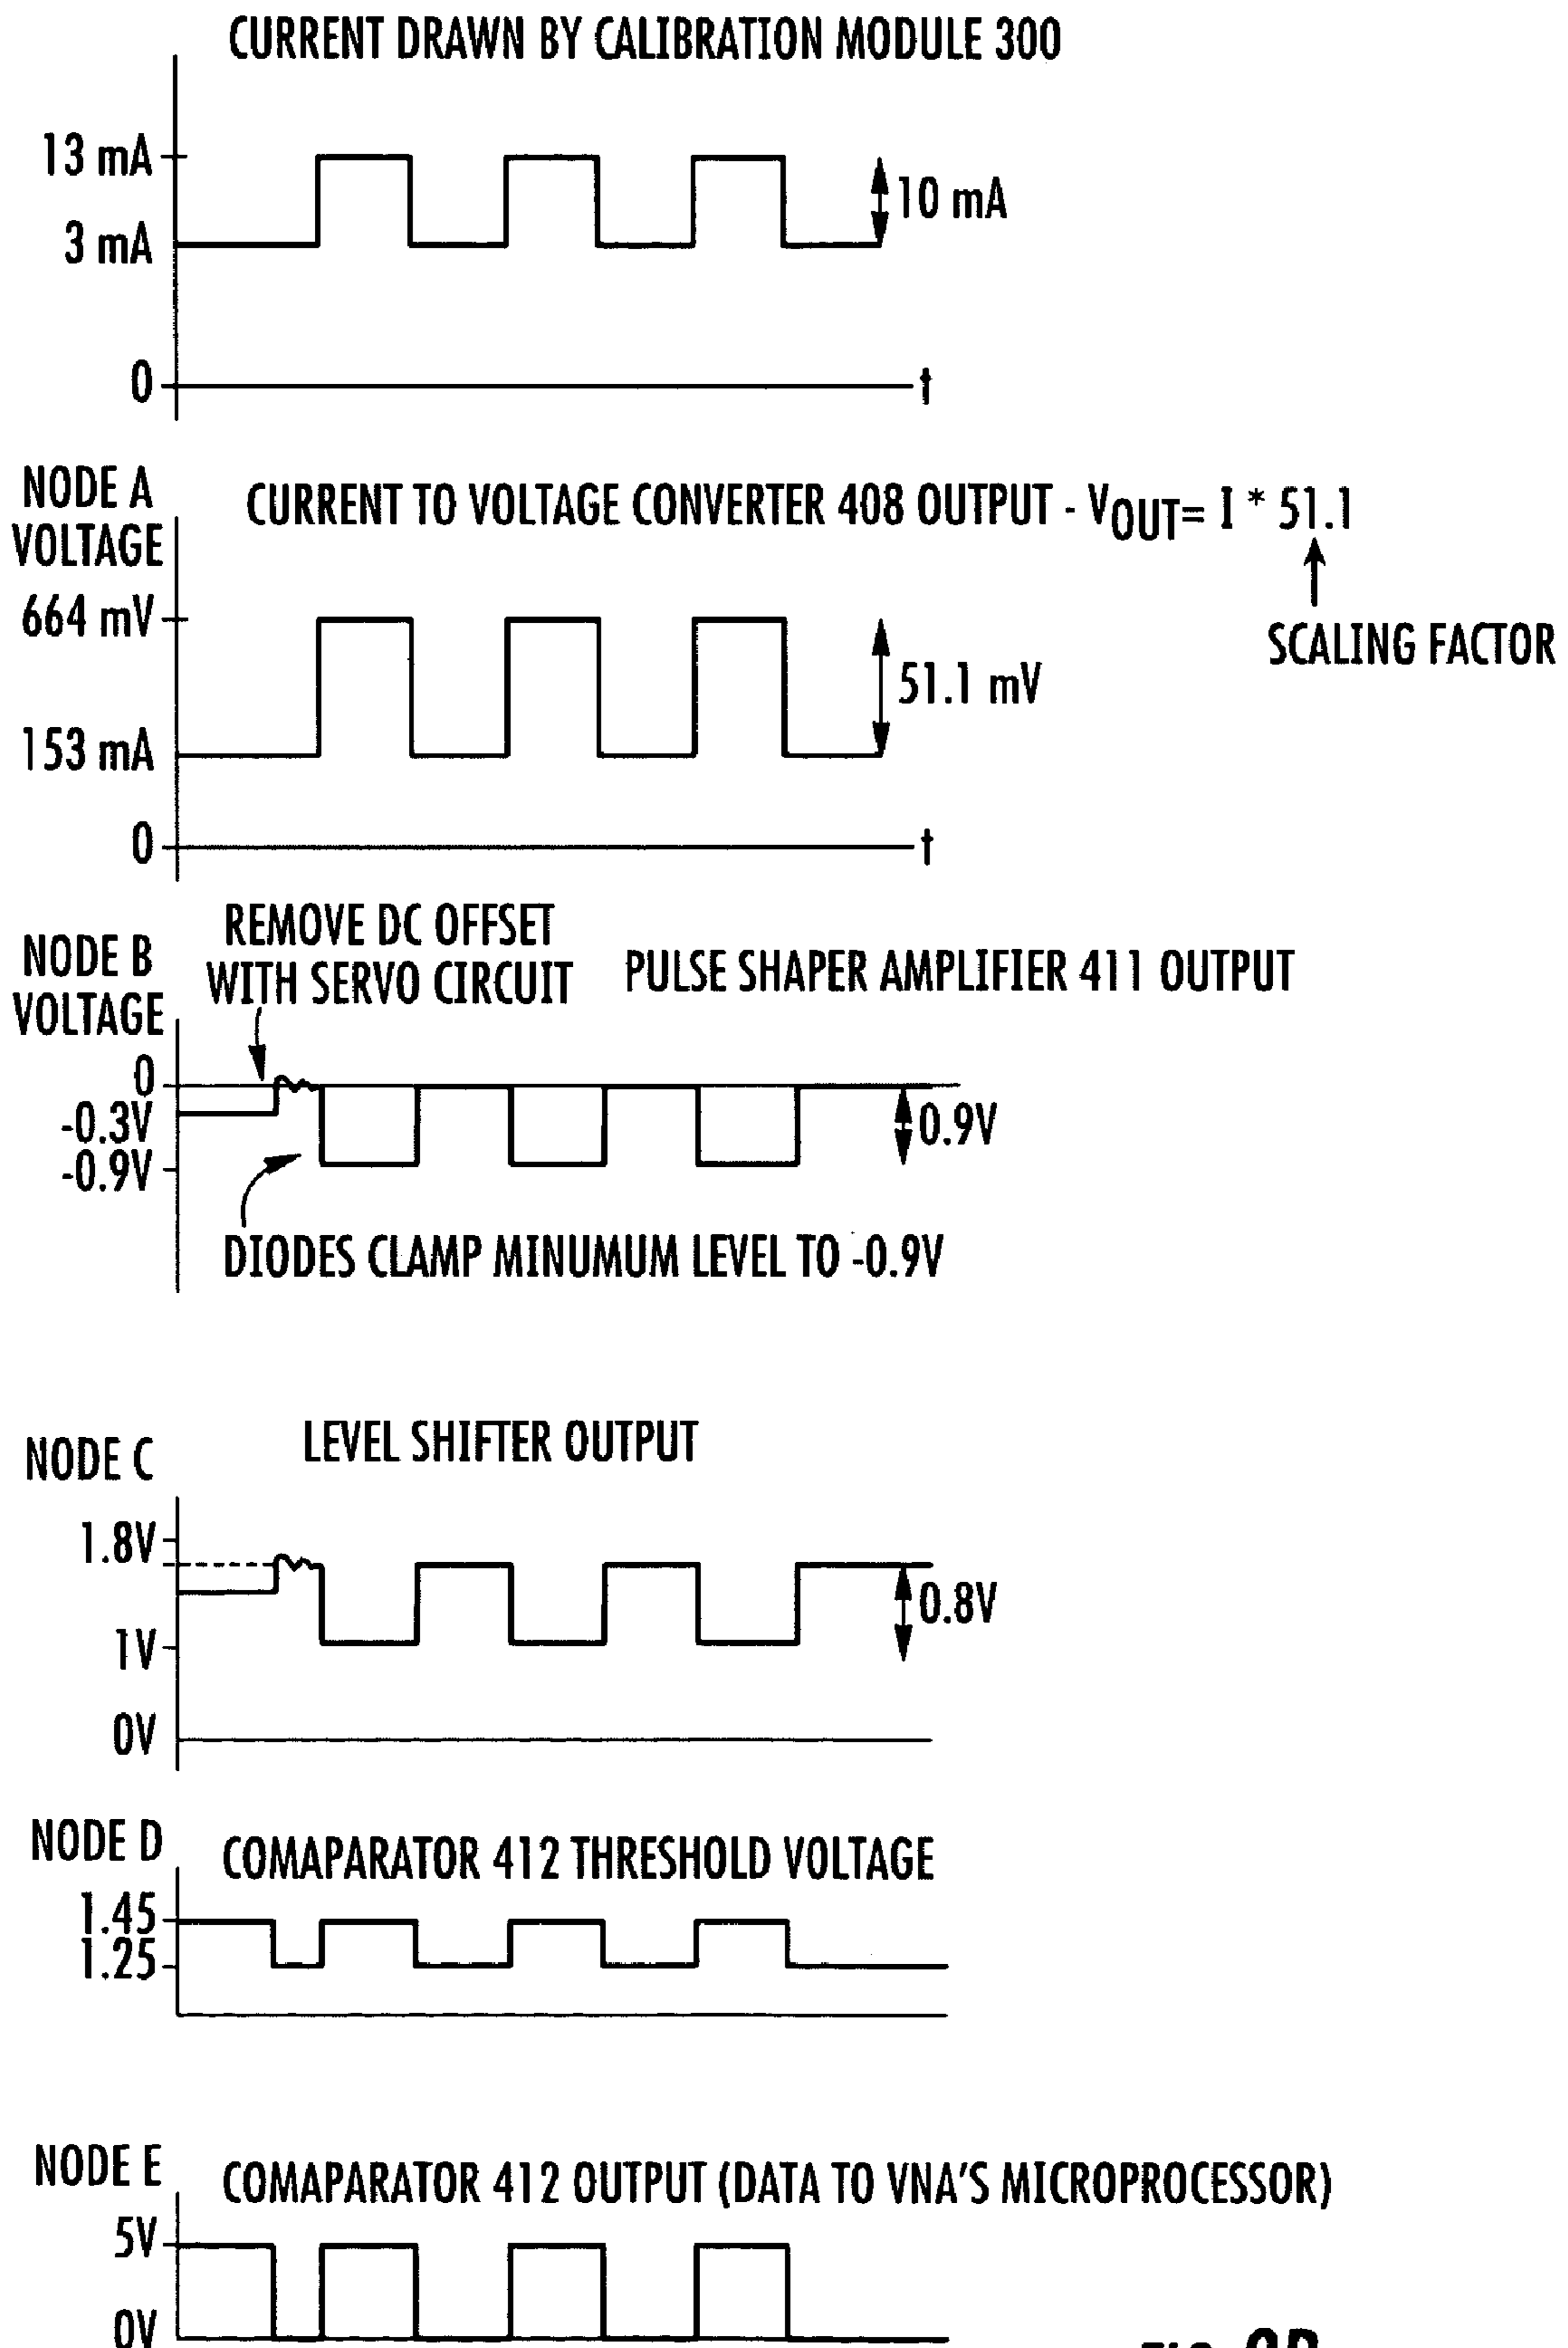 CURRENT DRAWN BY CALIBRATION MODULE 300
13 mA
10 mA
3 mA
0
t
NODE A
VOLTAGE
CURRENT TO VOLTAGE CONVERTER 408 OUTPUT - VOUT= I * 51.1
SCALING FACTOR
664 mV
51.1 mV
153 mA
0
t
NODE B
VOLTAGE
REMOVE DC OFFSET
WITH SERVO CIRCUIT
PULSE SHAPER AMPLIFIER 411 OUTPUT
0
-0.3V
-0.9V
0.9V
DIODES CLAMP MINUMUM LEVEL TO -0.9V
NODE C
LEVEL SHIFTER OUTPUT
1.8V
0.8V
1V
0V
NODE D
COMAPARATOR 412 THRESHOLD VOLTAGE
1.45
1.25
NODE E
COMAPARATOR 412 OUTPUT (DATA TO VNA'S MICROPROCESSOR)
5V
0V